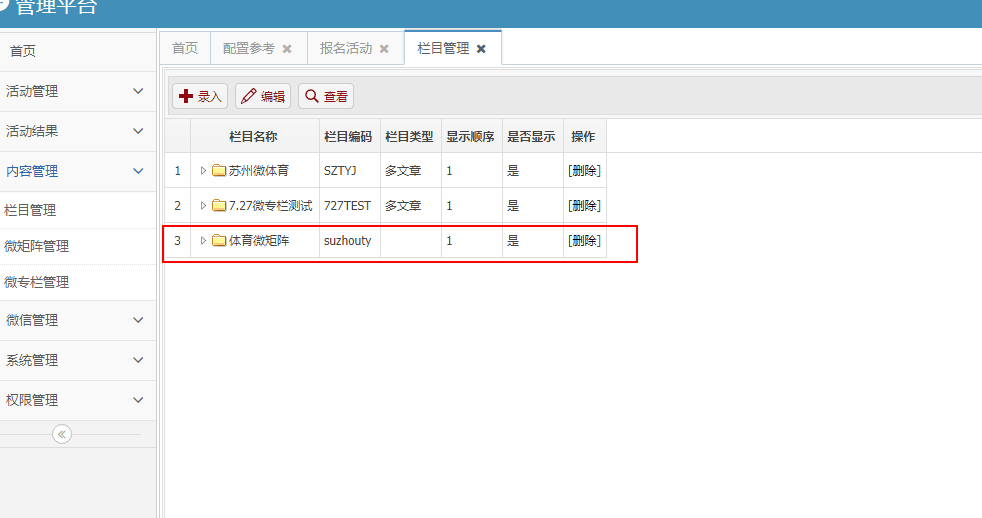 管理平台
首页
活动管理
活动结果
内容管理
栏目管理
微矩阵管理
微专栏管理
微信管理
系统管理
权限管理
首页 配置参考 报名活动 栏目管理
录入 编辑 查看
栏目名称 栏目编码 栏目类型 显示顺序 是否显示 操作
1 苏州微体育 SZTYJ 多文章 1 是 [删除]
2 7.27微专栏测试 727TEST 多文章 1 是 [删除]
3 体育微矩阵 suzhouty 1 是 [删除]